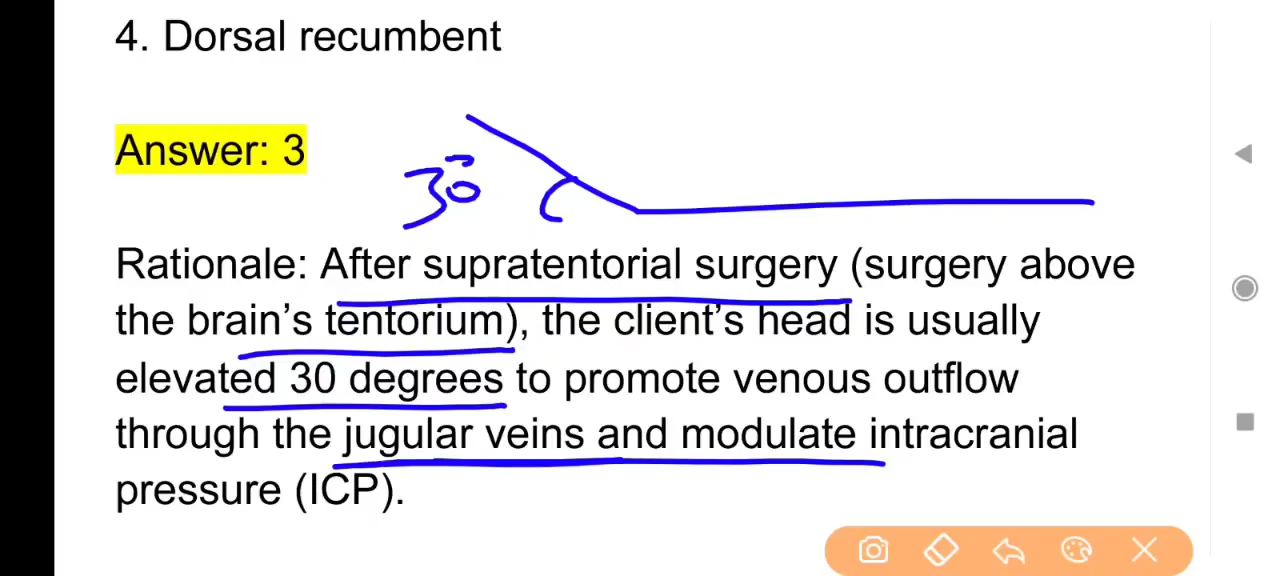 4. Dorsal recumbent
Answer: 3
30°
Rationale: After supratentorial surgery (surgery above
the brain's tentorium), the client's head is usually
elevated 30 degrees to promote venous outflow
through the jugular veins and modulate intracranial
pressure (ICP).